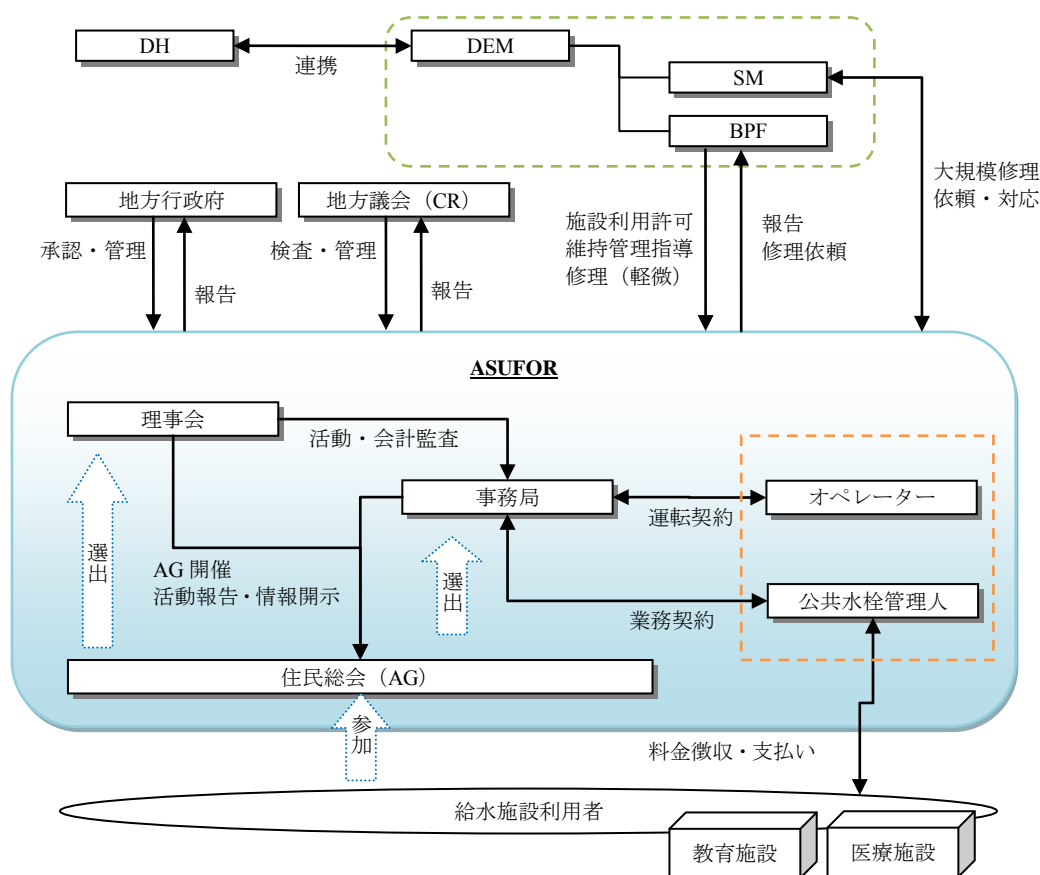 DH
連携
DEM
SM
BPF
大規模修理
依頼・対応
地方行政府
承認・管理
報告
地方議会（CR）
検査・管理
報告
施設利用許可
維持管理指導
修理（軽微）
報告
修理依頼
ASUFOR
理事会
活動・会計監査
事務局
運転契約
オペレーター
選出
AG 開催
活動報告・情報開示
選出
業務契約
公共水栓管理人
住民総会（AG）
参加
料金徴収・支払い
給水施設利用者
教育施設
医療施設